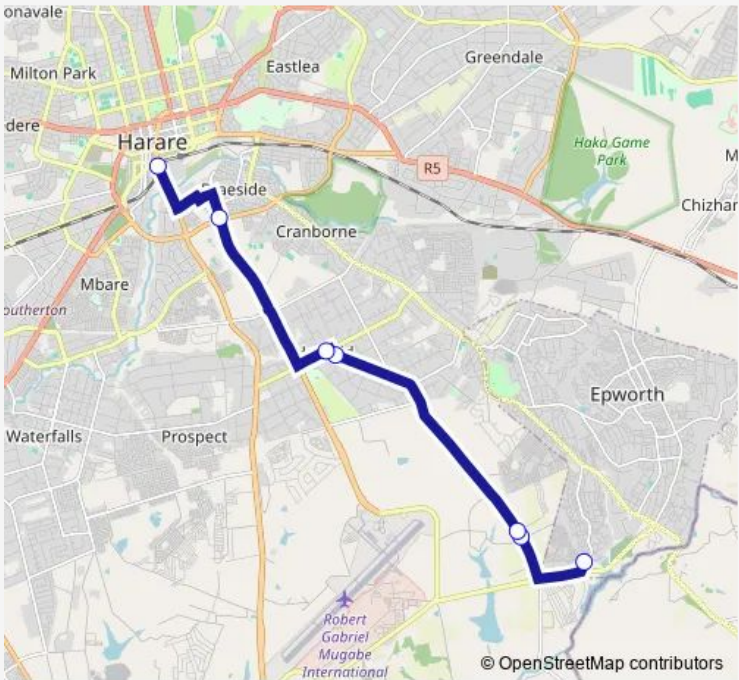 onavale
Milton Park
Eastlea
Greendale
dere
Harare
R5
Haka Game
Park
M
Chizhar
Cranborne
Mbare
outherton
Epworth
Waterfalls
Prospect
Robert
Gabriel
Mugabe
International
© OpenStreetMap contributors